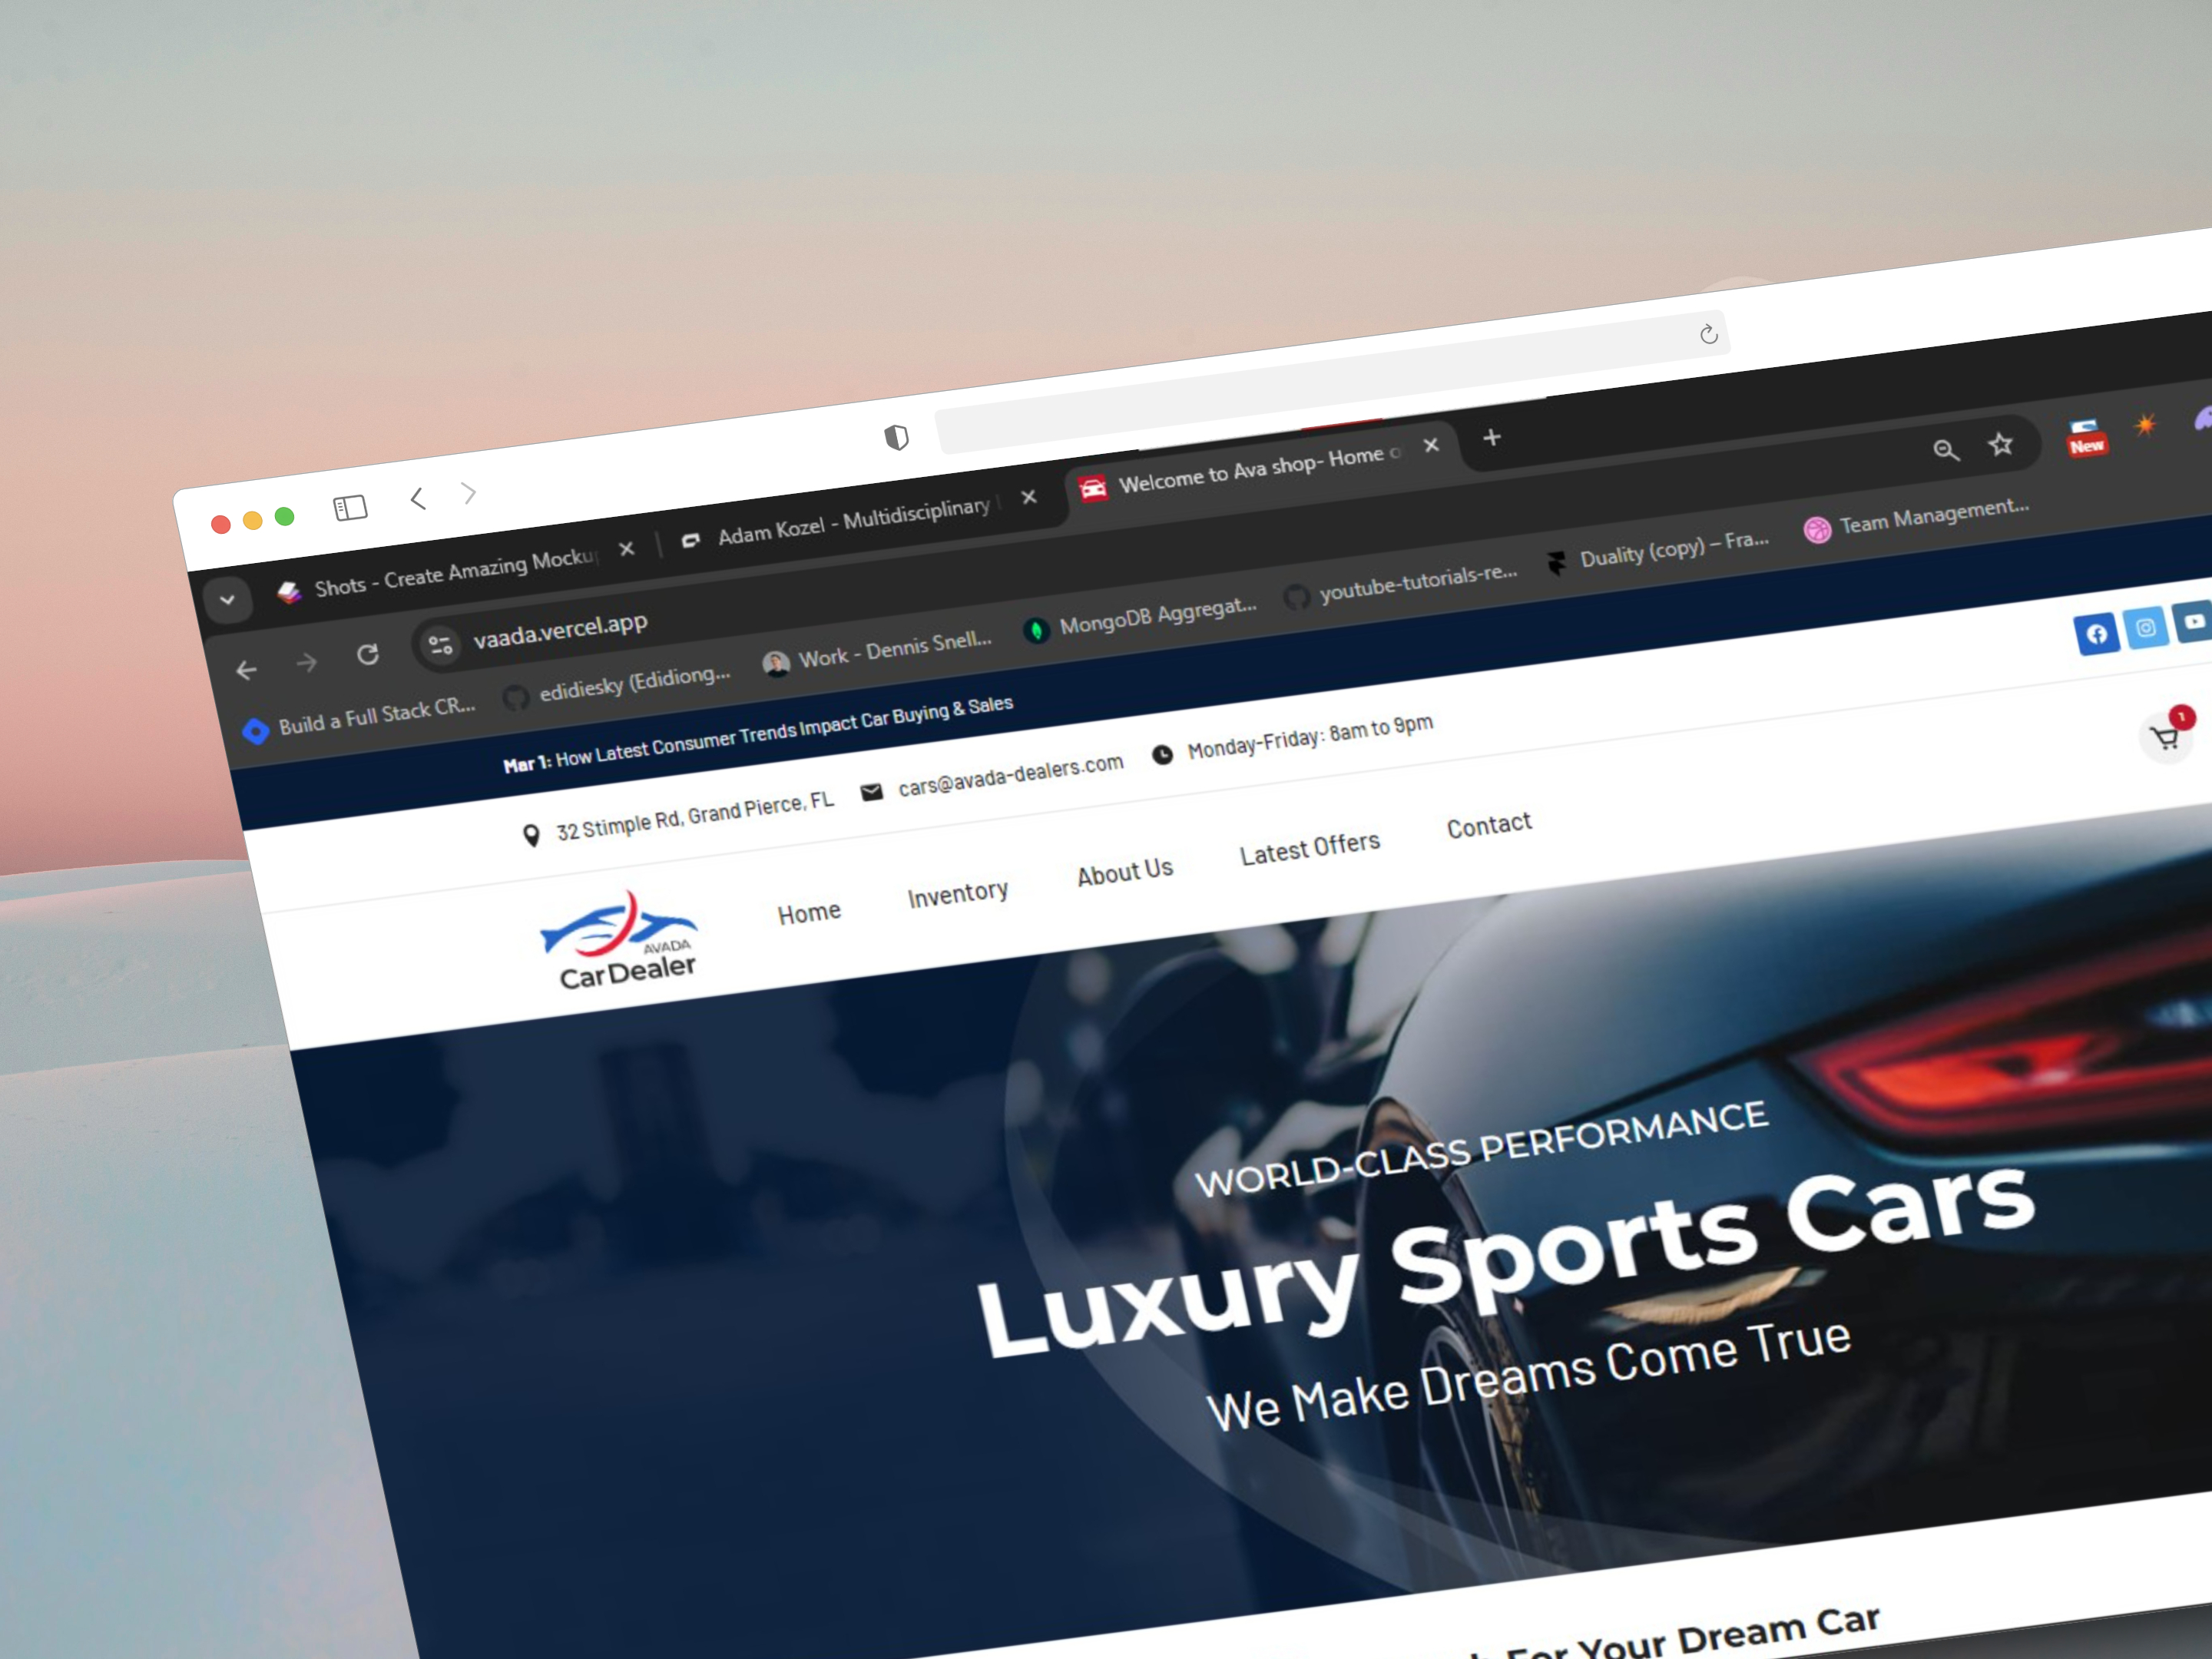 Shots - Create Amazing Mocku
Adam Kozel - Multidisciplinary
Welcome to Ava shop- Home o
vaada.vercel.app
New
Build a Full Stack CR...
edidiesky (Edidiong...
Work - Dennis Snell...
MongoDB Aggregat...
youtube-tutorials-re...
Duality (copy) – Fra...
Team Management...
Mar 1: How Latest Consumer Trends Impact Car Buying & Sales
32 Stimple Rd, Grand Pierce, FL
cars@avada-dealers.com
Monday-Friday: 8am to 9pm
1
AVADA
CarDealer
Home
Inventory
About Us
Latest Offers
Contact
WORLD-CLASS PERFORMANCE
Luxury Sports Cars
We Make Dreams Come True
For Your Dream Car